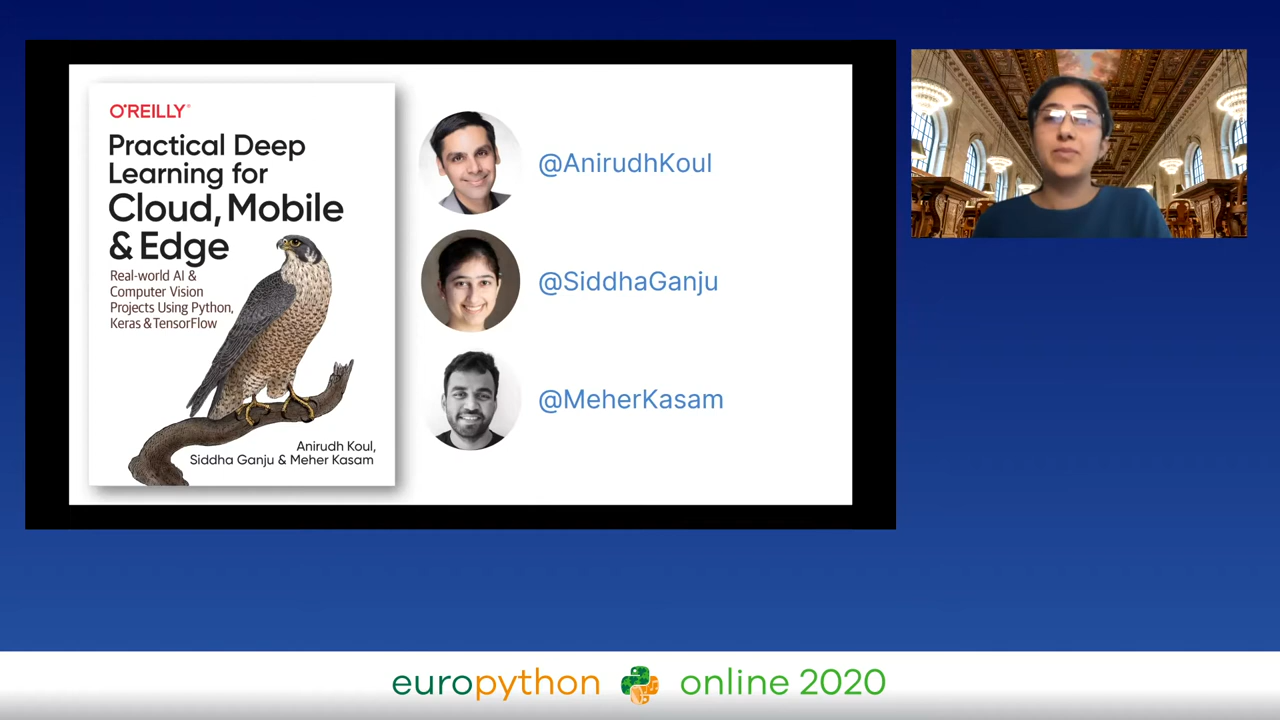 O'REILLY®
Practical Deep
Learning for
Cloud, Mobile
& Edge
Real-world AI &
Computer Vision
Projects Using Python,
Keras & TensorFlow
Anirudh Koul,
Siddha Ganju & Meher Kasam
@AnirudhKoul
@SiddhaGanju
@MeherKasam
europython online 2020